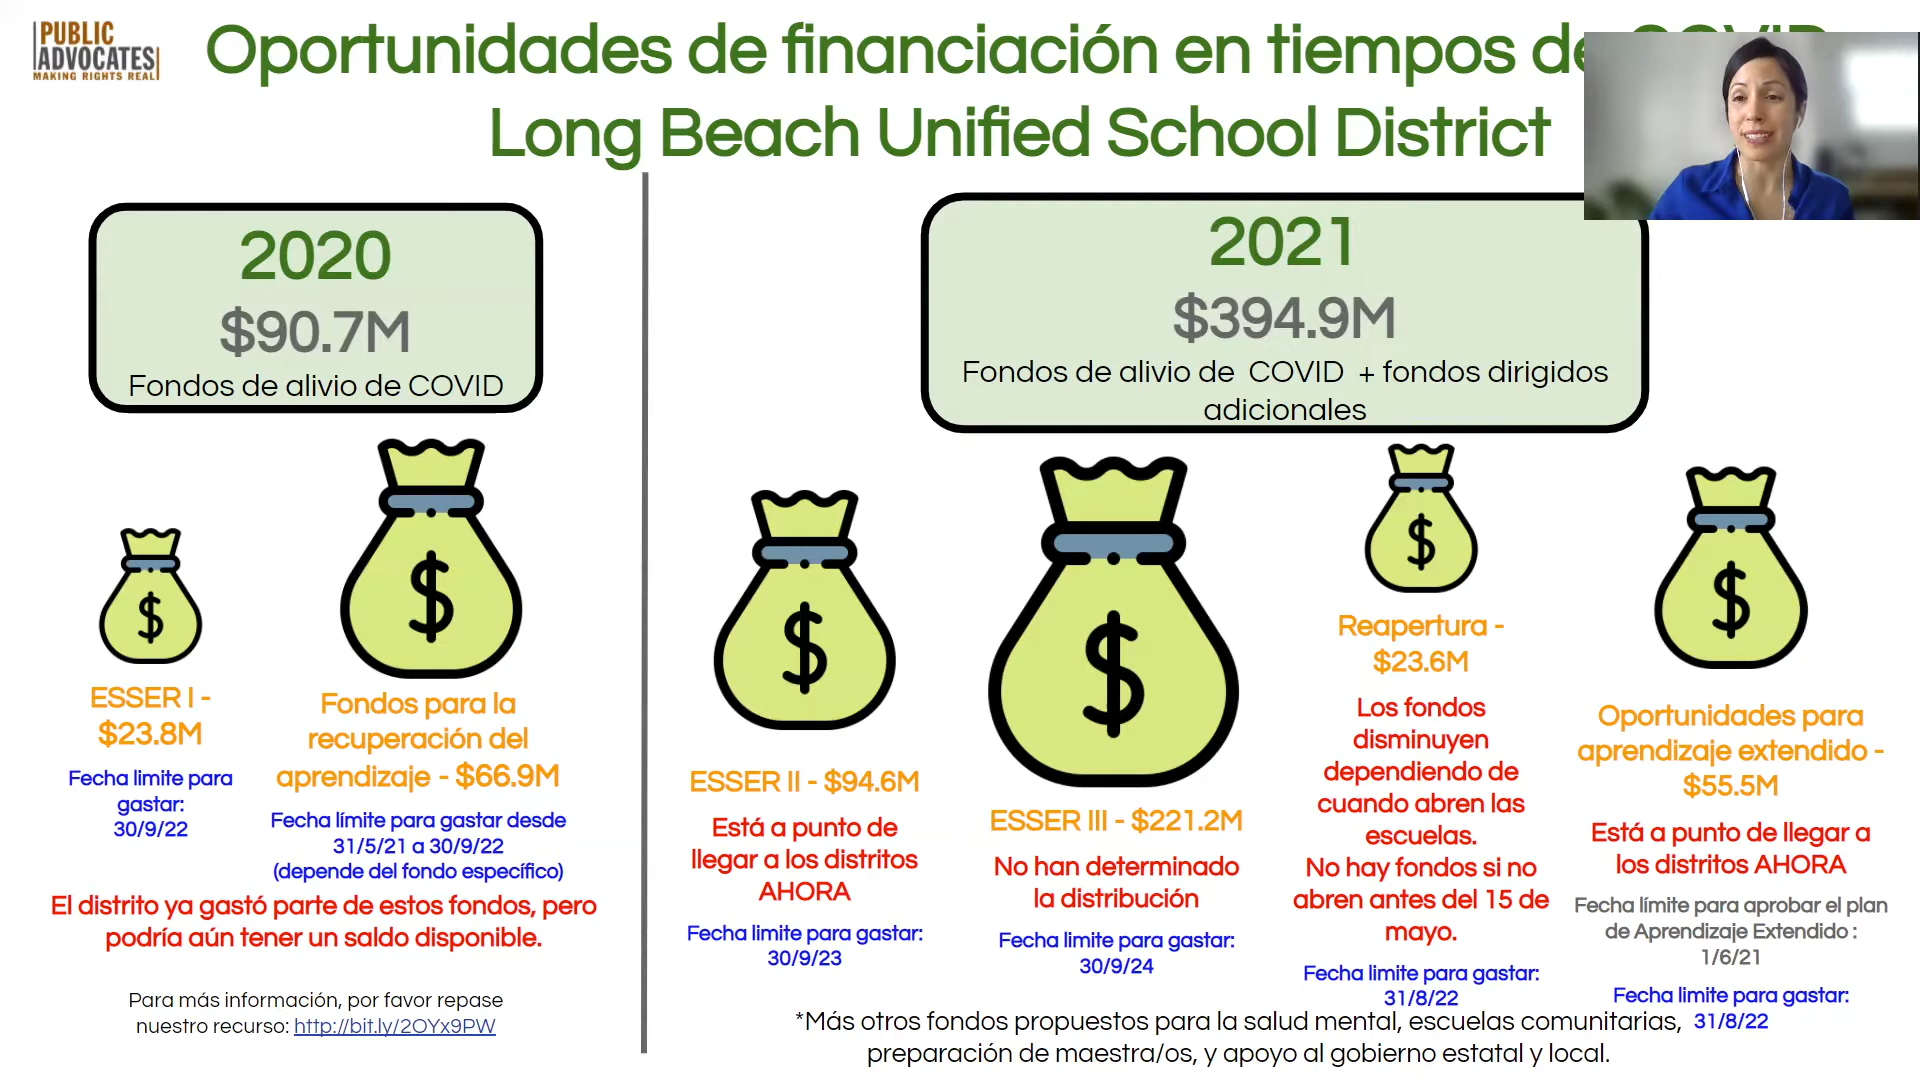 PUBLIC
ADVOCATES
MAKING RIGHTS REAL
Oportunidades de financiación en tiempos de
Long Beach Unified School District
2020
$90.7M
Fondos de alivio de COVID
2021
$394.9M
Fondos de alivio de COVID + fondos dirigidos
adicionales
$
$
$
$
$
$
ESSER I -
$23.8M
Fecha limite para
gastar:
30/9/22
Fondos para la
recuperación del
aprendizaje - $66.9M
Fecha límite para gastar desde
31/5/21 a 30/9/22
(depende del fondo específico)
El distrito ya gastó parte de estos fondos, pero
podría aún tener un saldo disponible.
Para más información, por favor repase
nuestro recurso: http://bit.ly/2OYx9PW
ESSER II - $94.6M
Está a punto de
llegar a los distritos
AHORA
Fecha limite para gastar:
30/9/23
ESSER III - $221.2M
No han determinado
la distribución
Fecha limite para gastar:
30/9/24
Reapertura -
$23.6M
Los fondos
disminuyen
dependiendo de
cuando abren las
escuelas.
No hay fondos si no
abren antes del 15 de
mayo.
Fecha limite para gastar:
31/8/22
Oportunidades para
aprendizaje extendido -
$55.5M
Está a punto de llegar a
los distritos AHORA
Fecha límite para aprobar el plan
de Aprendizaje Extendido :
1/6/21
Fecha limite para gastar:
31/8/22
*Más otros fondos propuestos para la salud mental, escuelas comunitarias,
preparación de maestra/os, y apoyo al gobierno estatal y local.